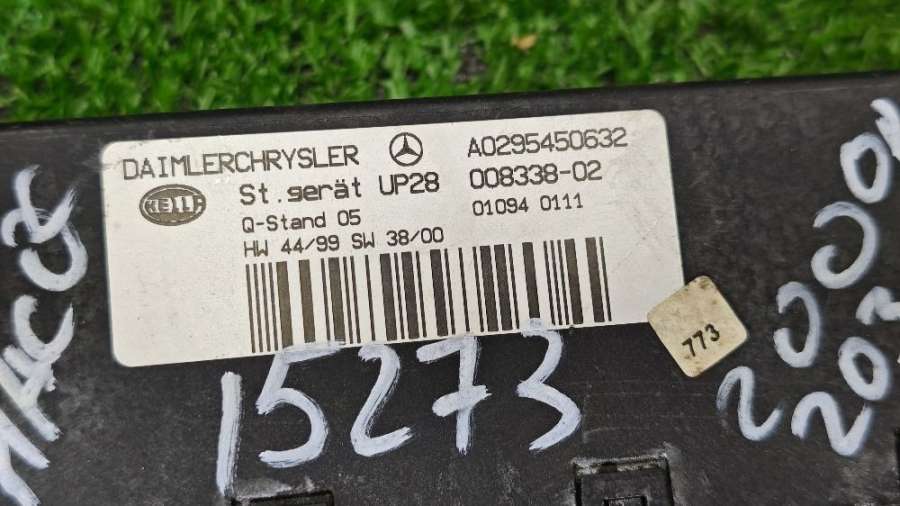 DAIMLERCHRYSLER A0295450632
HELLA St.gerät UP28 008338-02
Q-Stand 05 01094 0111
HW 44/99 SW 38/00
773
15273